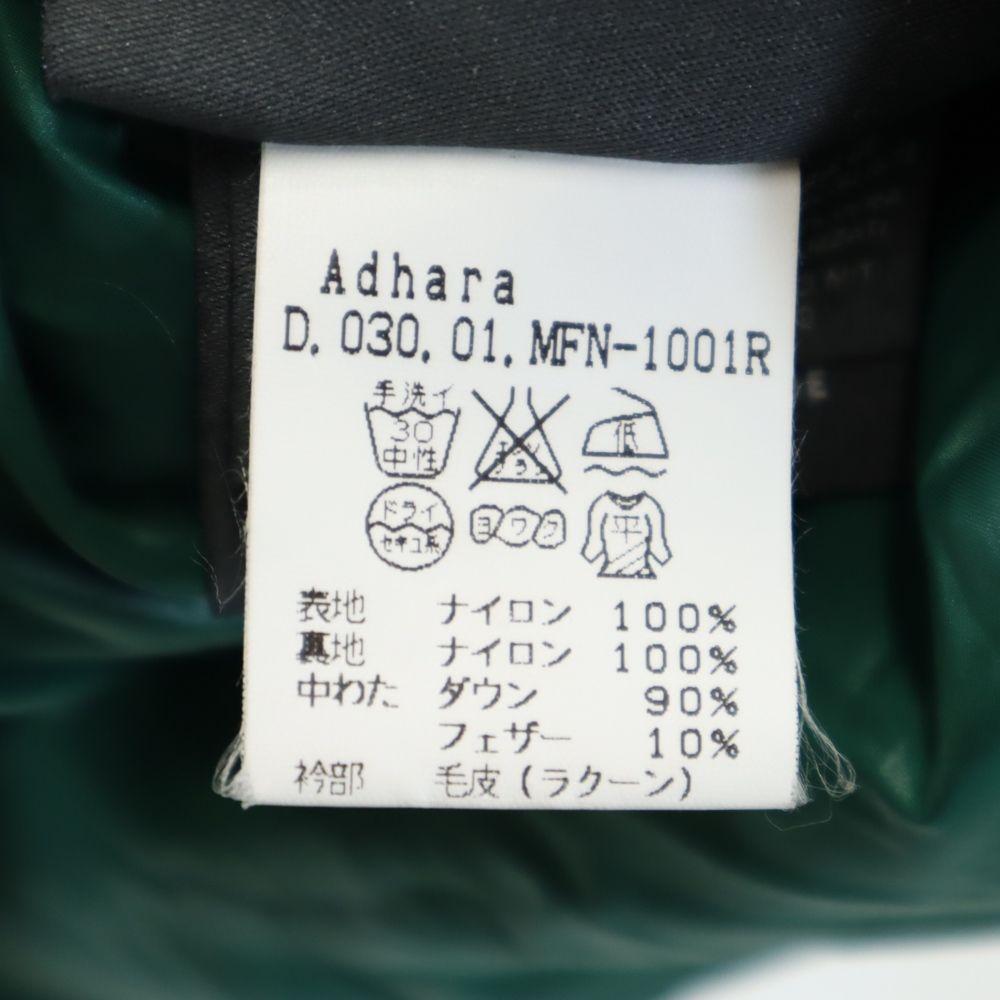 Adhara
D.030.01.MFN-1001R
手洗イ
30
中性
低
ドライ
セキユ系
ヨワク
平
表地 ナイロン 100%
裏地 ナイロン 100%
中わた ダウン 90%
フェザー 10%
衿部 毛皮(ラクーン)